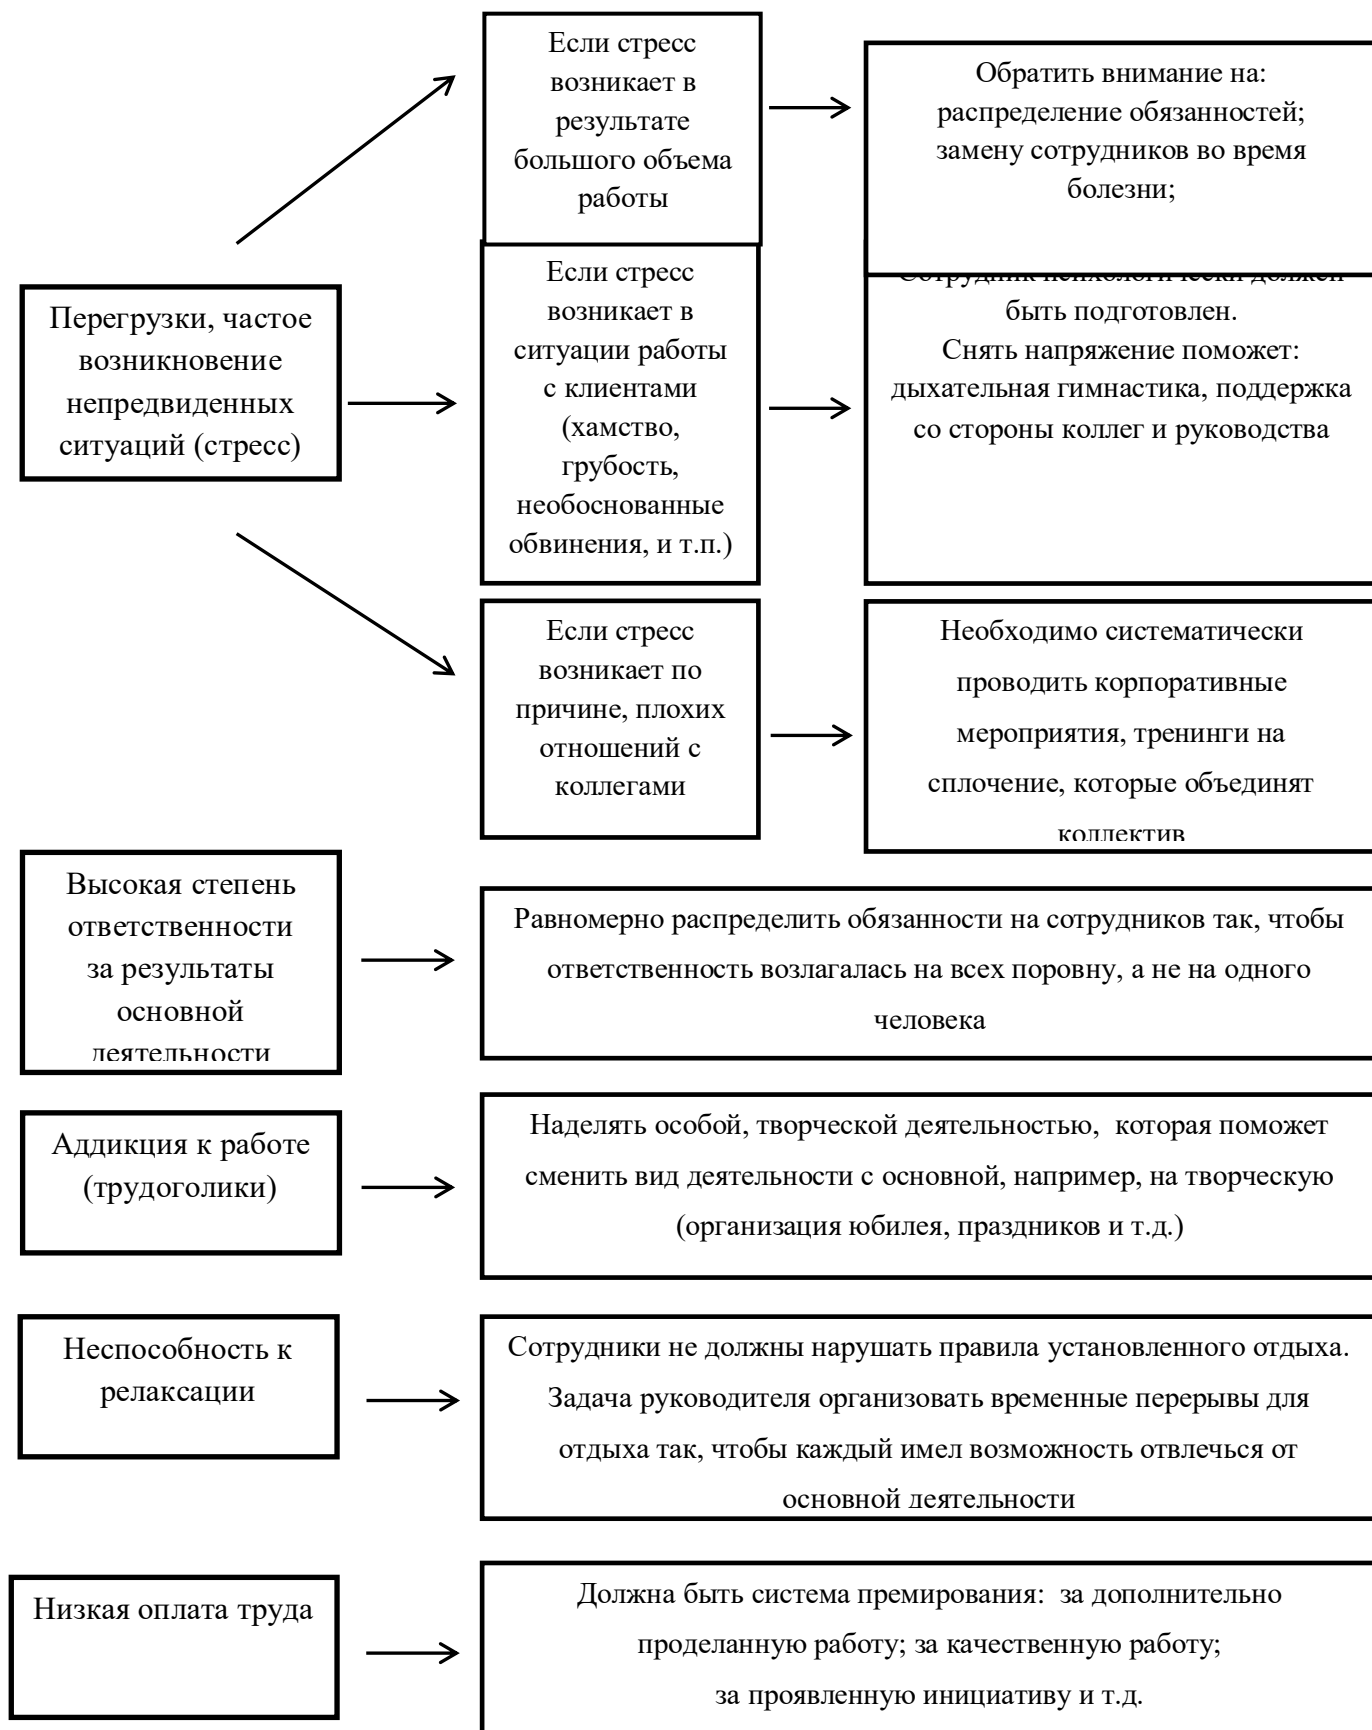 Если стресс
возникает в
результате
большого объема
работы
Обратить внимание на:
распределение обязанностей;
замену сотрудников во время
болезни;
Перегрузки, частое
возникновение
непредвиденных
ситуаций (стресс)
Если стресс
возникает в
ситуации работы
с клиентами
(хамство,
грубость,
необоснованные
обвинения, и т.п.)
Сотрудник психологически должен
быть подготовлен.
Снять напряжение поможет:
дыхательная гимнастика, поддержка
со стороны коллег и руководства
Если стресс
возникает по
причине, плохих
отношений с
коллегами
Необходимо систематически
проводить корпоративные
мероприятия, тренинги на
сплочение, которые объединят
коллектив
Высокая степень
ответственности
за результаты
основной
деятельности
Равномерно распределить обязанности на сотрудников так, чтобы
ответственность возлагалась на всех поровну, а не на одного
человека
Аддикция к работе
(трудоголики)
Наделять особой, творческой деятельностью, которая поможет
сменить вид деятельности с основной, например, на творческую
(организация юбилея, праздников и т.д.)
Неспособность к
релаксации
Сотрудники не должны нарушать правила установленного отдыха.
Задача руководителя организовать временные перерывы для
отдыха так, чтобы каждый имел возможность отвлечься от
основной деятельности
Низкая оплата труда
Должна быть система премирования: за дополнительно
проделанную работу; за качественную работу;
за проявленную инициативу и т.д.